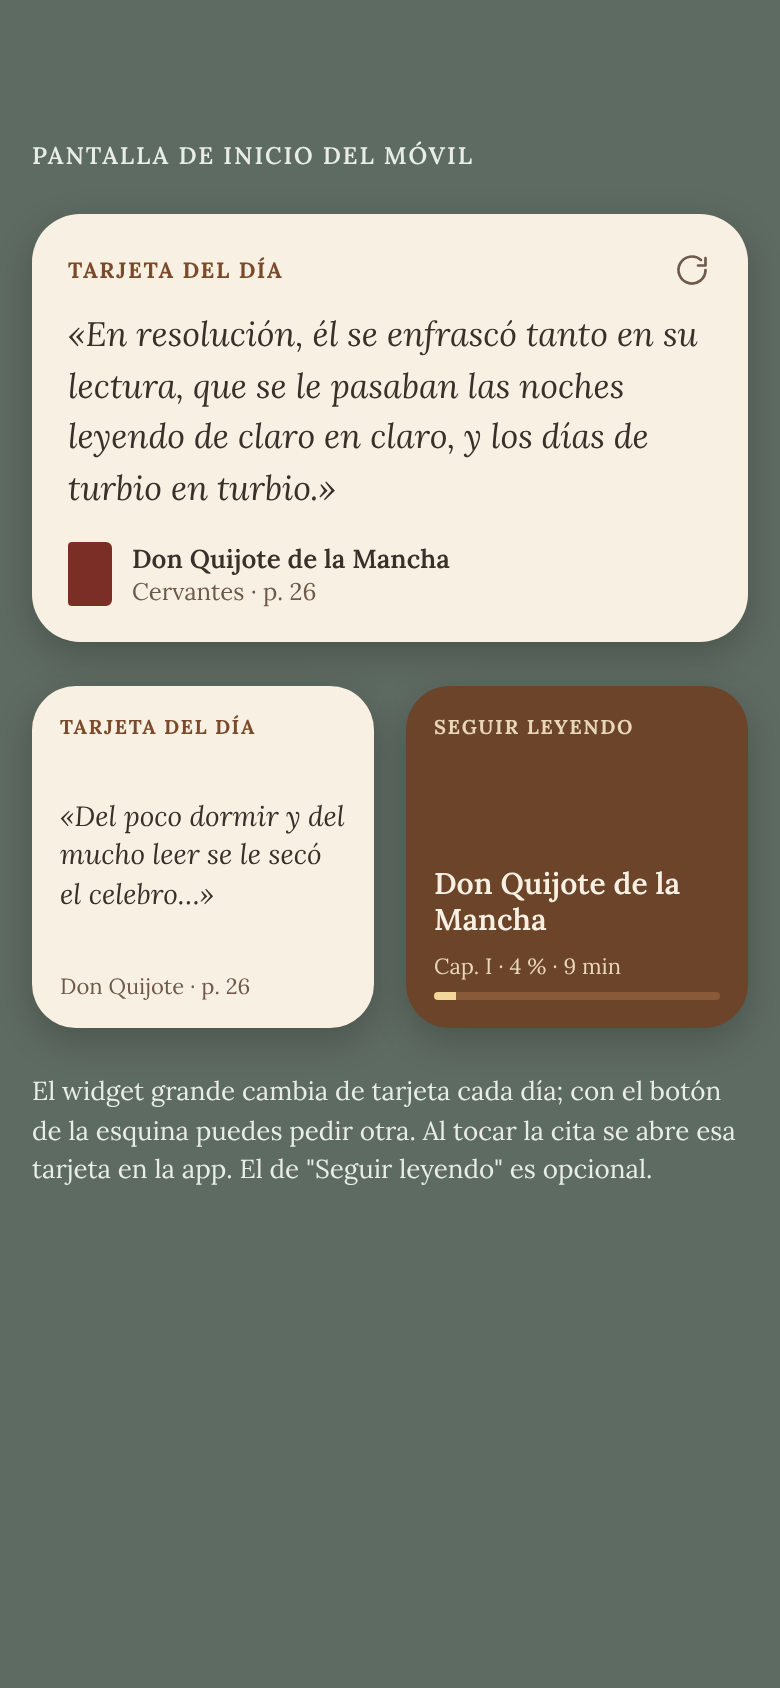 PANTALLA DE INICIO DEL MÓVIL
TARJETA DEL DÍA
«En resolución, él se enfrascó tanto en su
lectura, que se le pasaban las noches
leyendo de claro en claro, y los días de
turbio en turbio.»
Don Quijote de la Mancha
Cervantes · p. 26
TARJETA DEL DÍA
«Del poco dormir y del
mucho leer se le secó
el celebro…»
Don Quijote · p. 26
SEGUIR LEYENDO
Don Quijote de la
Mancha
Cap. I · 4 % · 9 min
El widget grande cambia de tarjeta cada día; con el botón
de la esquina puedes pedir otra. Al tocar la cita se abre esa
tarjeta en la app. El de "Seguir leyendo" es opcional.